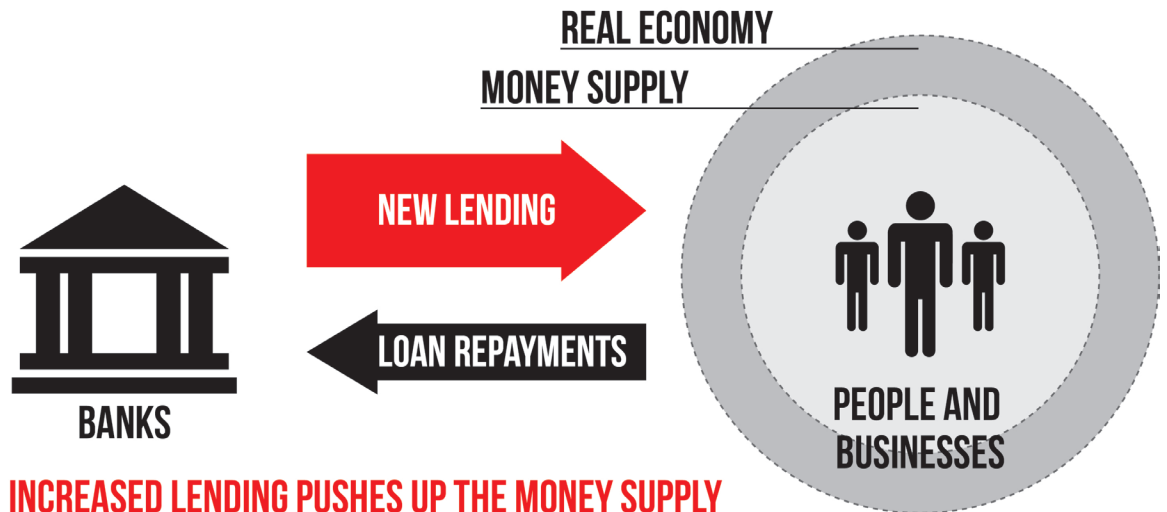 REAL ECONOMY
MONEY SUPPLY
NEW LENDING
LOAN REPAYMENTS
BANKS
PEOPLE AND
BUSINESSES
INCREASED LENDING PUSHES UP THE MONEY SUPPLY